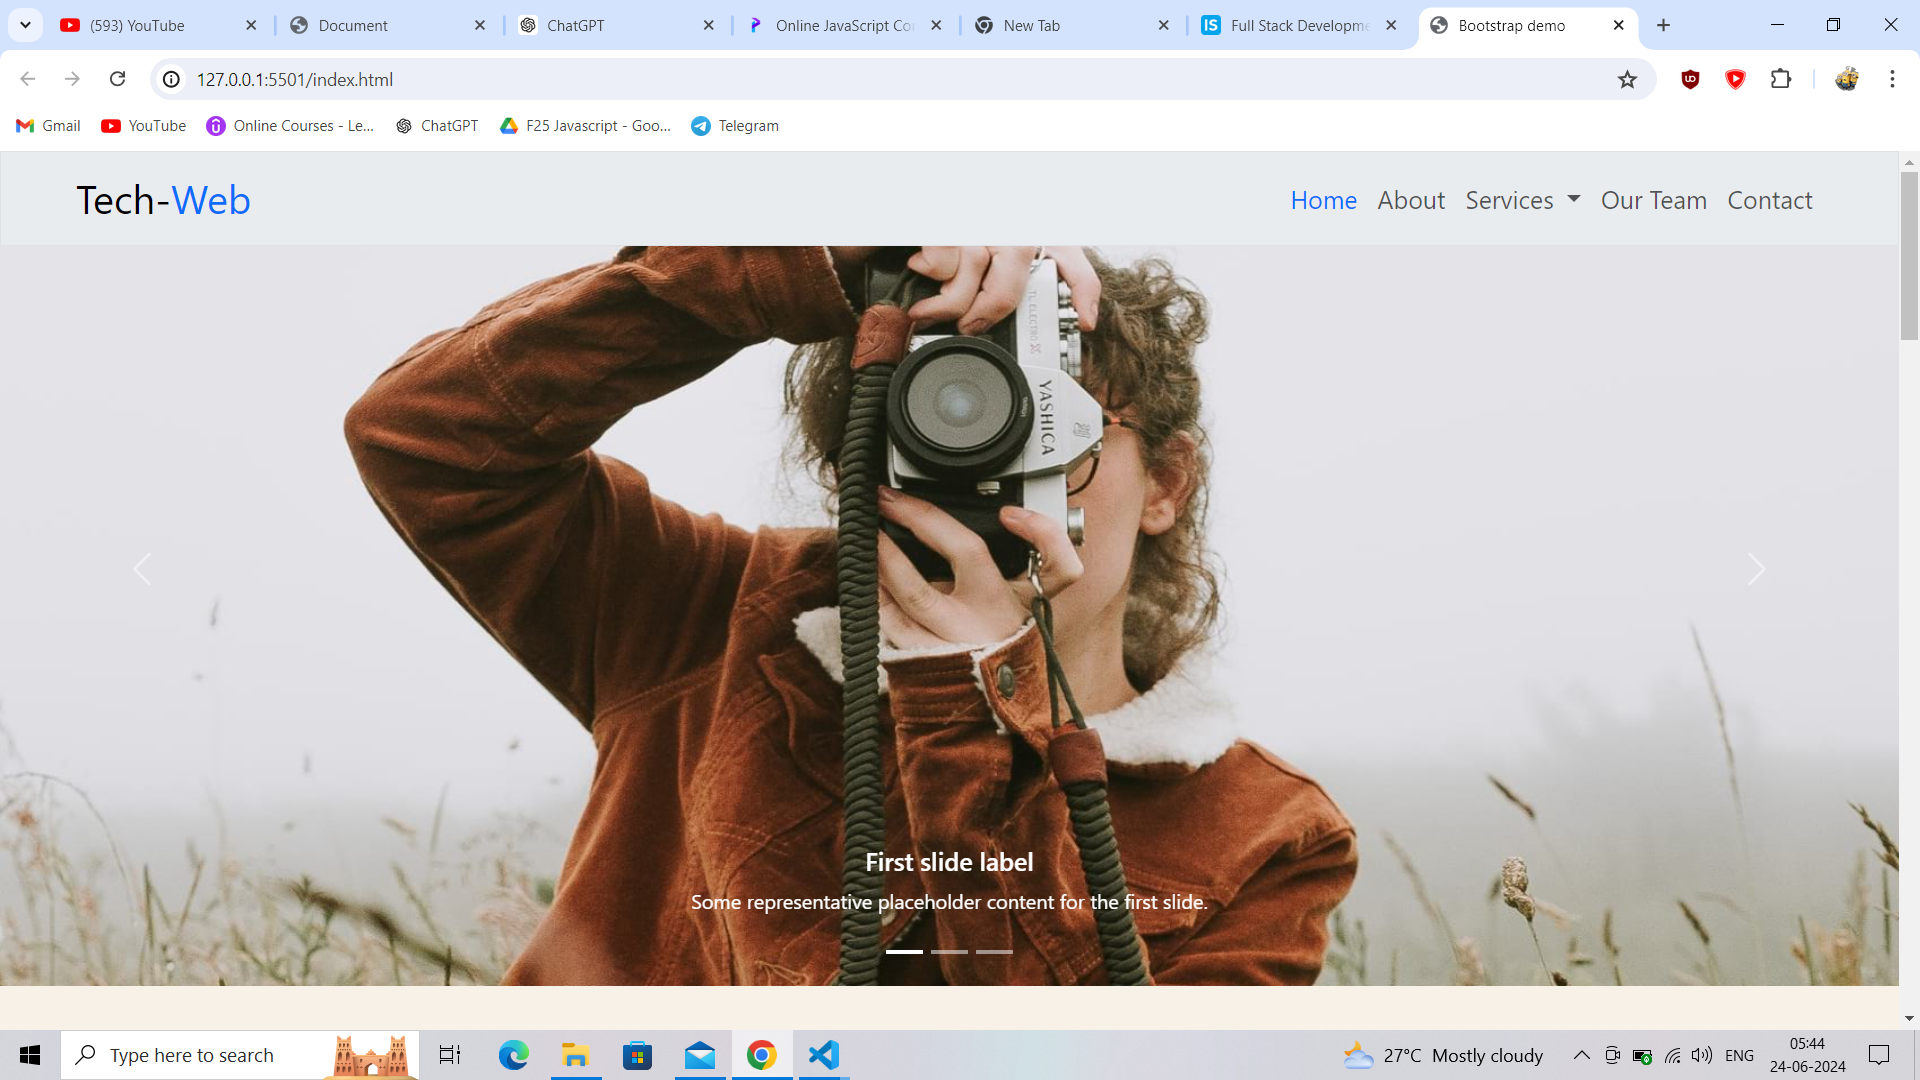 (593) YouTube
Document
ChatGPT
Online JavaScript Co
New Tab
Full Stack Developme
Bootstrap demo
127.0.0.1:5501/index.html
Gmail
YouTube
Online Courses - Le...
ChatGPT
F25 Javascript - Goo...
Telegram
Tech-Web
Home
About
Services
Our Team
Contact
TL ELECTRO X
YASHICA
First slide label
Some representative placeholder content for the first slide.
Type here to search
27°C Mostly cloudy
ENG
05:44
24-06-2024